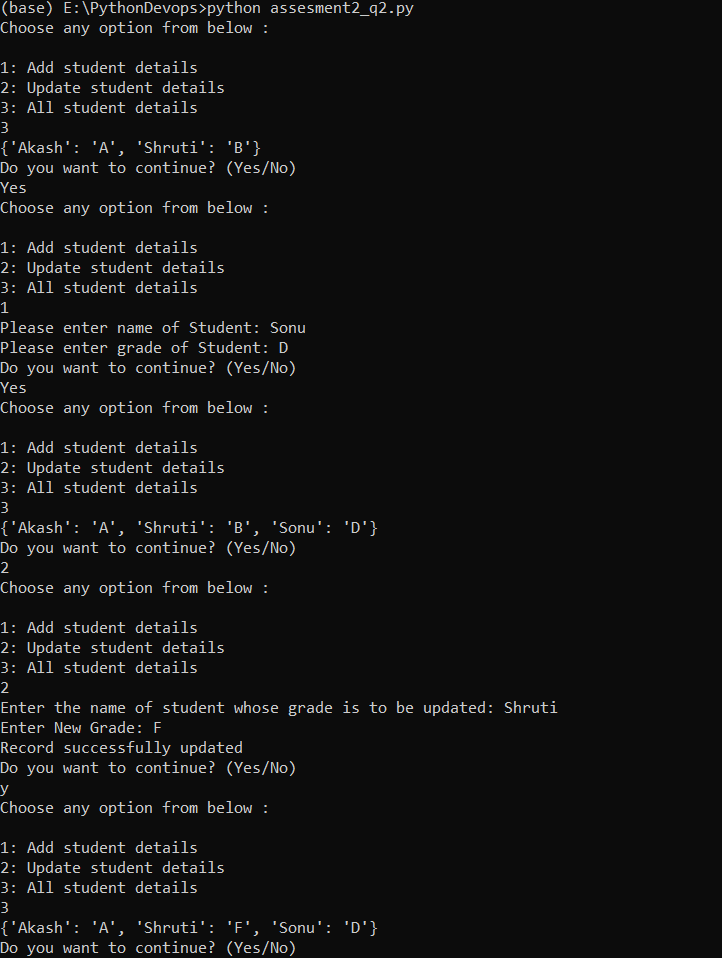 (base) E:\PythonDevops>python assesment2_q2.py
Choose any option from below :

1: Add student details
2: Update student details
3: All student details
3
{'Akash': 'A', 'Shruti': 'B'}
Do you want to continue? (Yes/No)
Yes
Choose any option from below :

1: Add student details
2: Update student details
3: All student details
1
Please enter name of Student: Sonu
Please enter grade of Student: D
Do you want to continue? (Yes/No)
Yes
Choose any option from below :

1: Add student details
2: Update student details
3: All student details
3
{'Akash': 'A', 'Shruti': 'B', 'Sonu': 'D'}
Do you want to continue? (Yes/No)
2
Choose any option from below :

1: Add student details
2: Update student details
3: All student details
2
Enter the name of student whose grade is to be updated: Shruti
Enter New Grade: F
Record successfully updated
Do you want to continue? (Yes/No)
y
Choose any option from below :

1: Add student details
2: Update student details
3: All student details
3
{'Akash': 'A', 'Shruti': 'F', 'Sonu': 'D'}
Do you want to continue? (Yes/No)